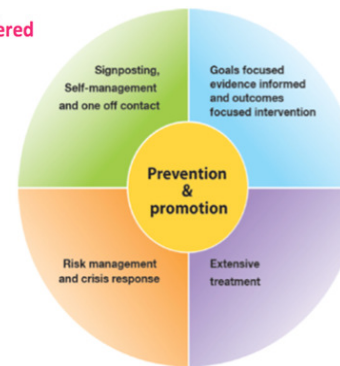 Signposting,
Self-management
and one off contact
Goals focused
evidence informed
and outcomes
focused intervention
Prevention
&
promotion
Risk management
and crisis response
Extensive
treatment